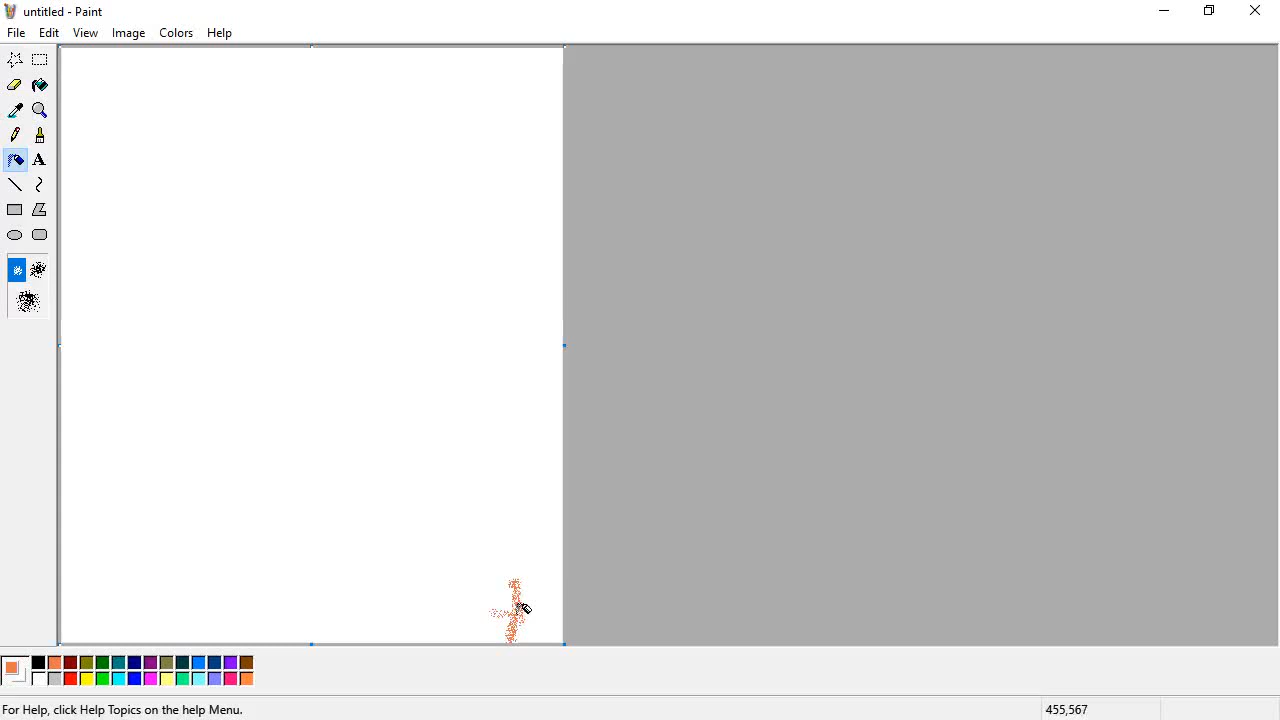 untitled - Paint
File Edit View Image Colors Help
A
For Help, click Help Topics on the help Menu.
455,567